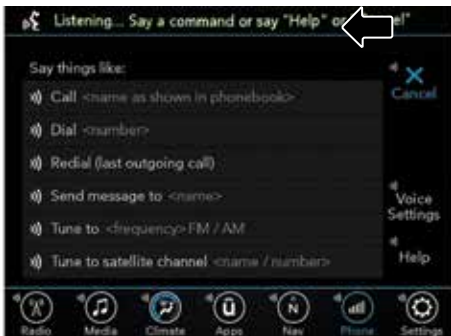 Listening... Say a command or say "Help" or el"
Say things like:
Cancel
Call <name as shown in phonebook>
Dial <number>
Redial (last outgoing call)
Send message to <name>
Voice
Settings
Tune to <frequency> FM / AM
Help
Tune to satellite channel <name / number>
Radio
Media
Climate
Apps
Nav
Phone
Settings